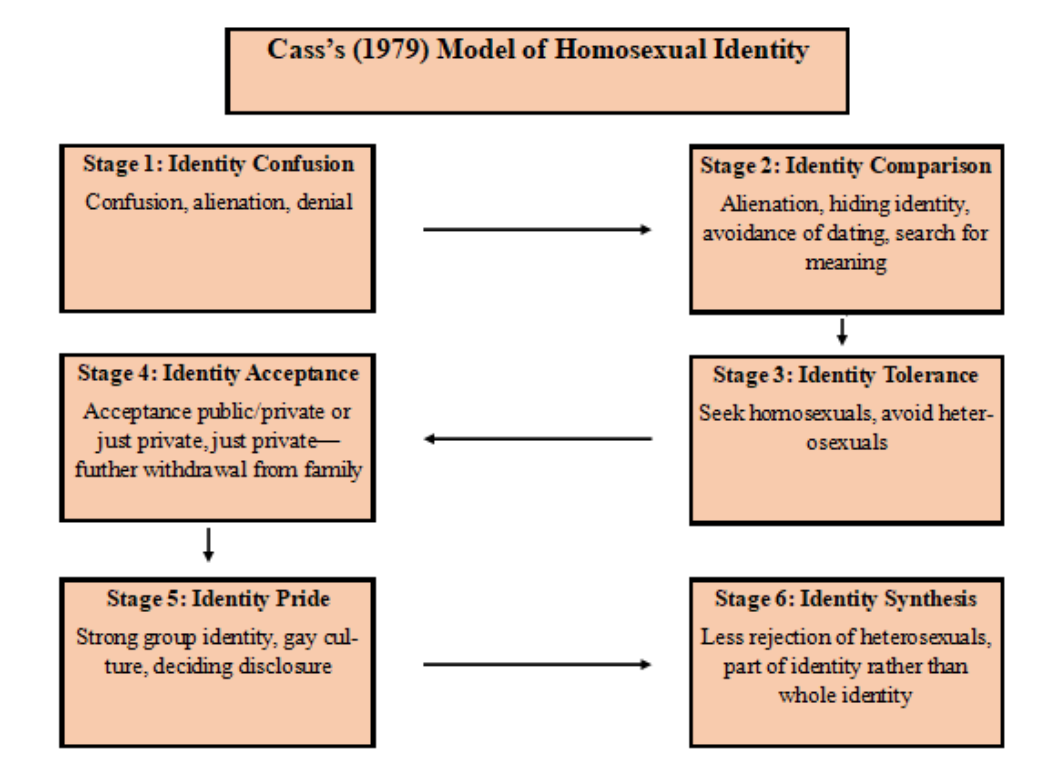 Cass's (1979) Model of Homosexual Identity
Stage 1: Identity Confusion
Confusion, alienation, denial
Stage 2: Identity Comparison
Alienation, hiding identity,
avoidance of dating, search for
meaning
Stage 3: Identity Tolerance
Seek homosexuals, avoid heter-
osexuals
Stage 4: Identity Acceptance
Acceptance public/private or
just private, just private—
further withdrawal from family
Stage 5: Identity Pride
Strong group identity, gay cul-
ture, deciding disclosure
Stage 6: Identity Synthesis
Less rejection of heterosexuals,
part of identity rather than
whole identity